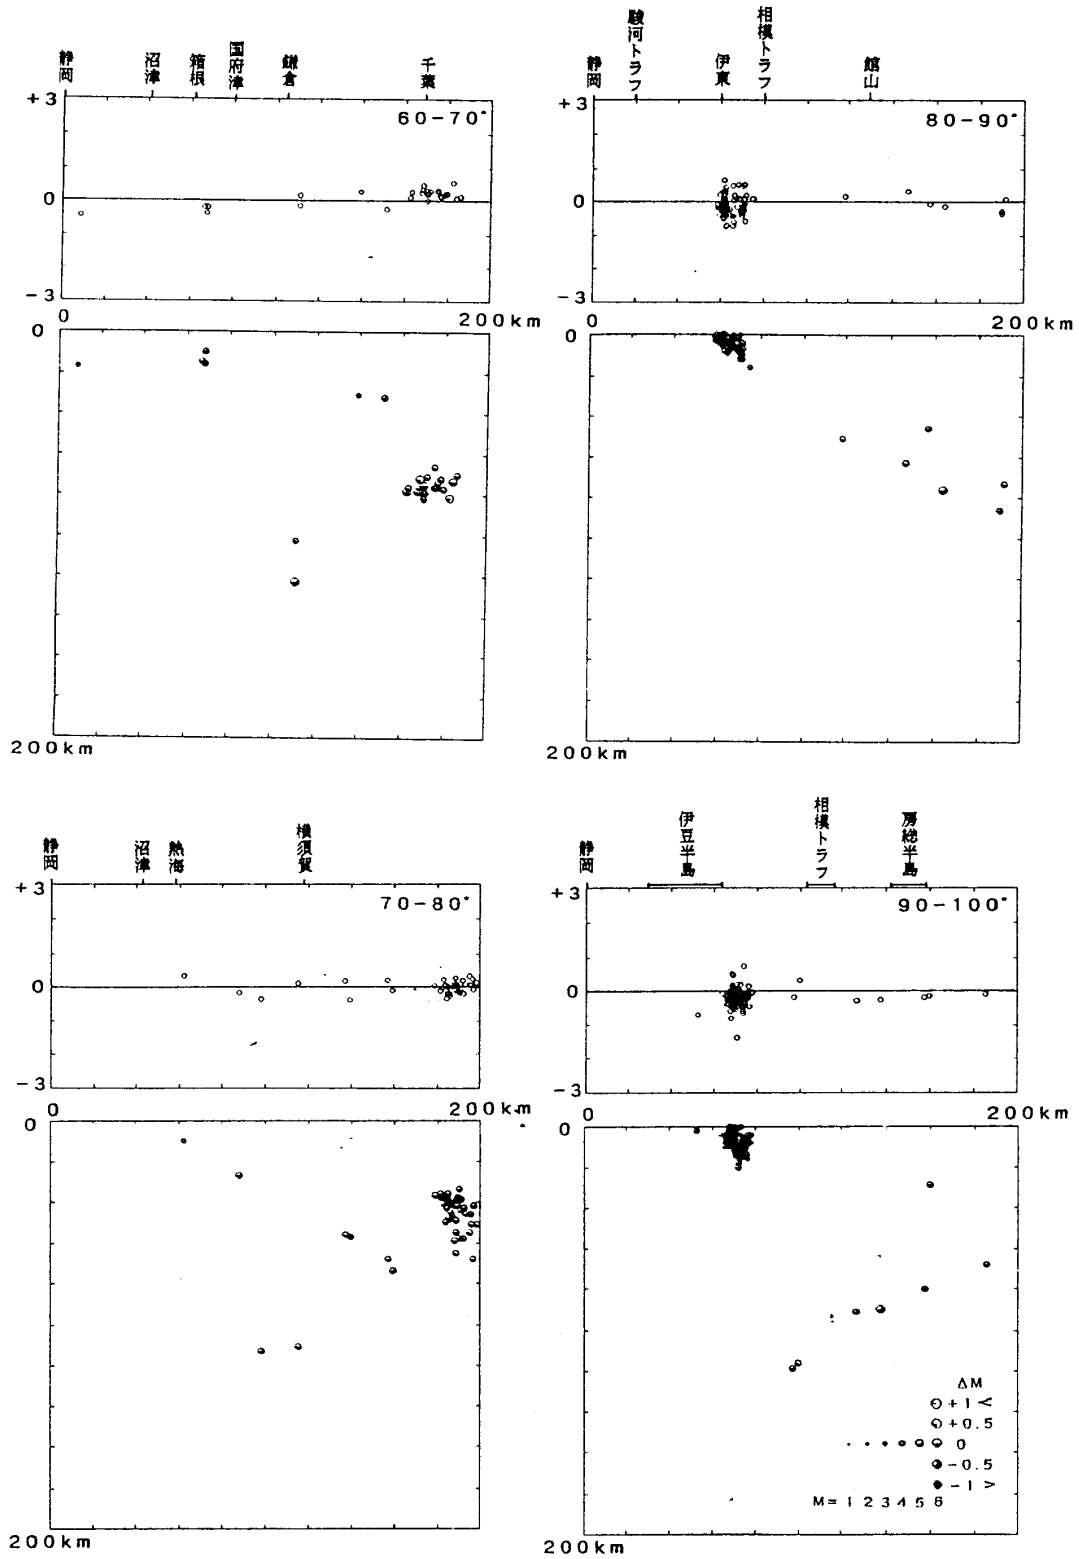 静岡 沼津 箱根 国府津 鎌倉 千葉
+3
60-70°
0
-3
0 200km
0
200km
静岡 駿河トラフ 伊東 相模トラフ 館山
+3
80-90°
0
-3
0 200km
0
200km
静岡 沼津 熱海 横須賀
+3
70-80°
0
-3
0 200km
0
200km
静岡 伊豆半島 相模トラフ 房総半島
+3
90-100°
0
-3
0 200km
0
ΔM
+1<
+0.5
0
-0.5
-1>
M= 1 2 3 4 5 6
200km